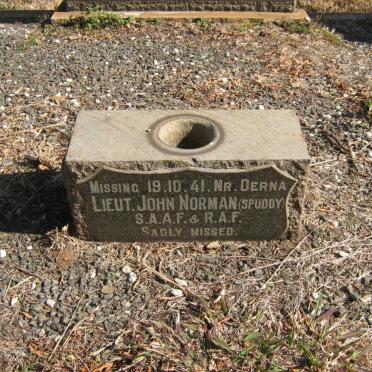 MISSING 19.10.41. NR. DERNA
LIEUT. JOHN NORMAN (SPUDDY)
S.A.A.F. & R.A.F.
SADLY MISSED.